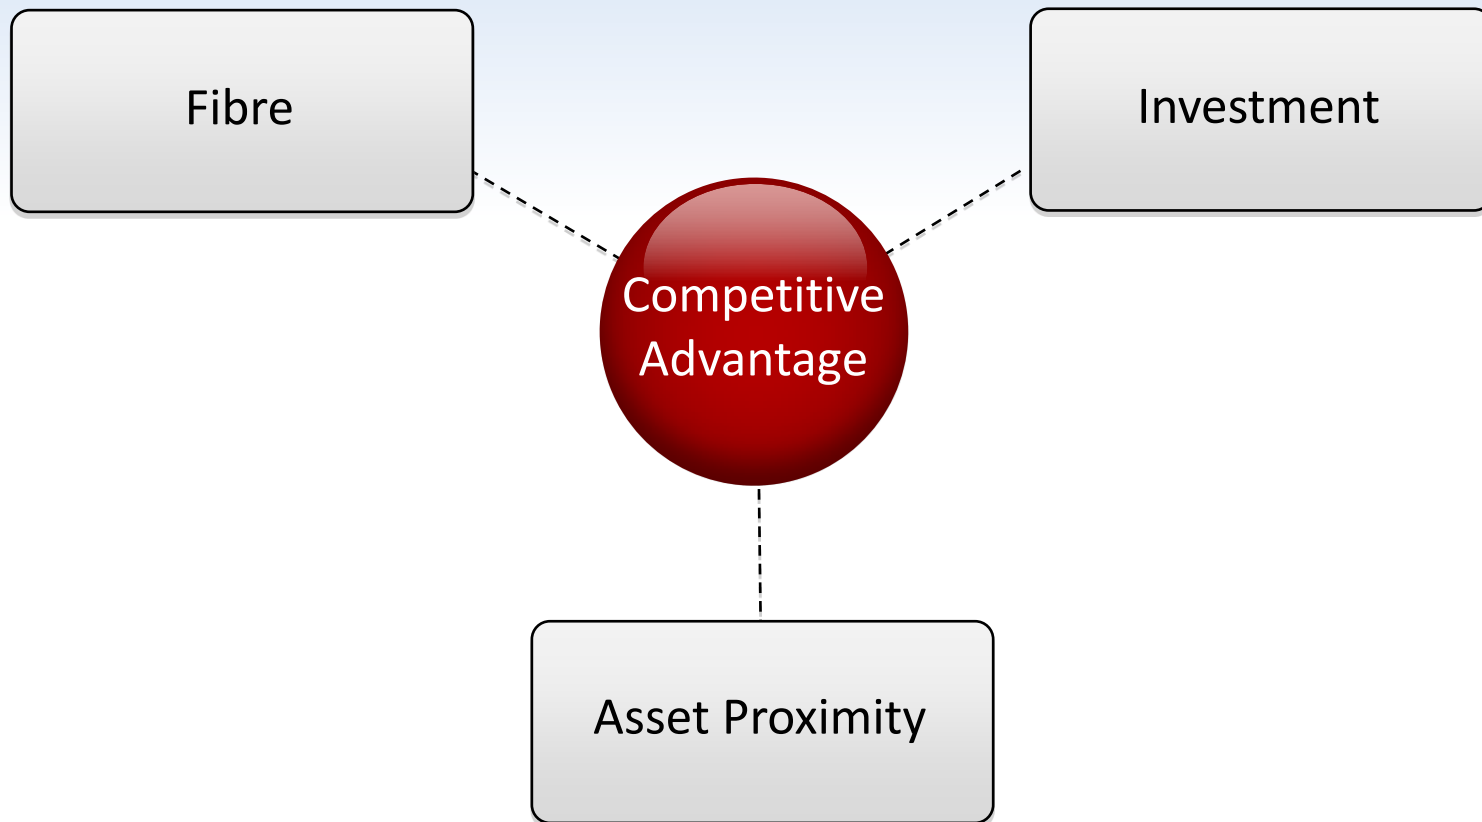 Fibre
Investment
Competitive
Advantage
Asset Proximity